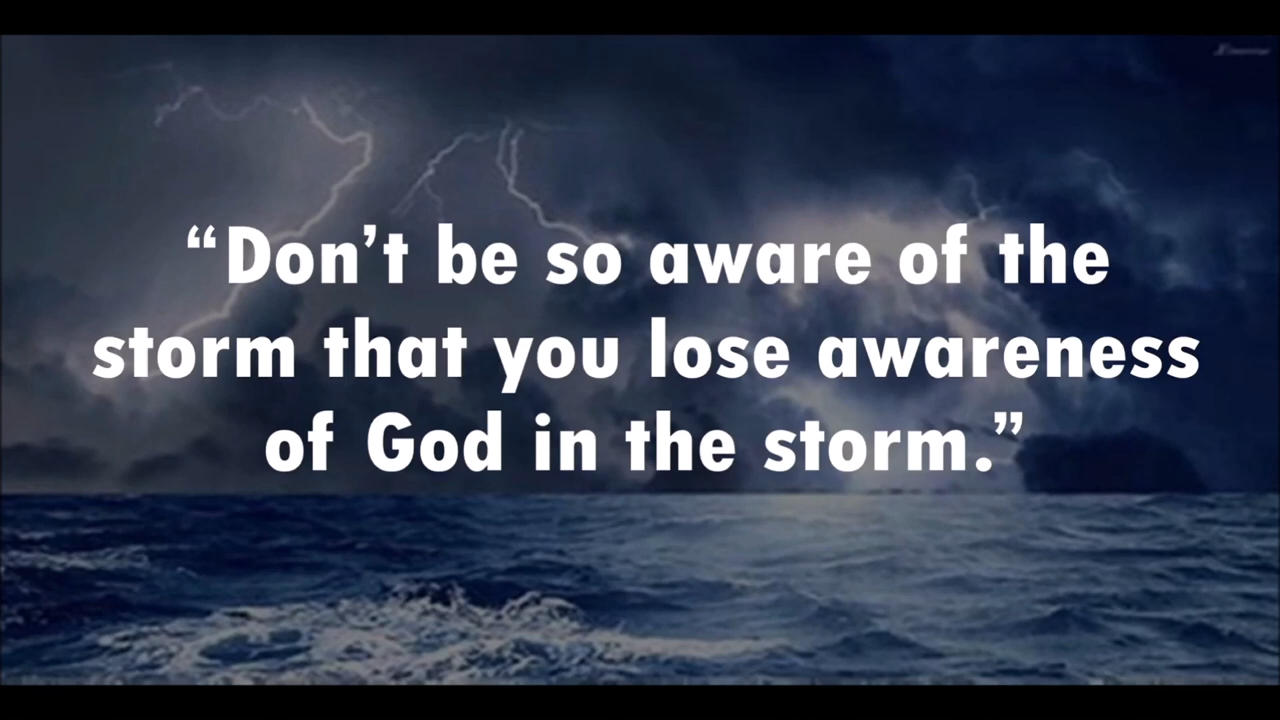 “Don’t be so aware of the
storm that you lose awareness
of God in the storm.”